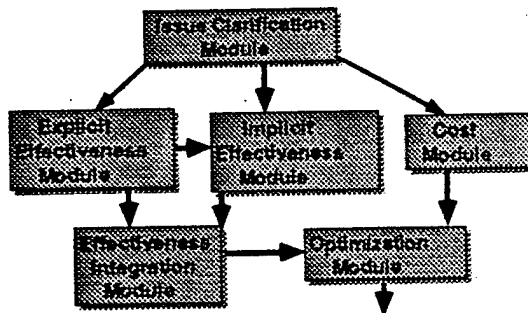 Issue Clarification
Module
Explicit
Effectiveness
Module
Implicit
Effectiveness
Module
Cost
Module
Effectiveness
Integration
Module
Optimization
Module